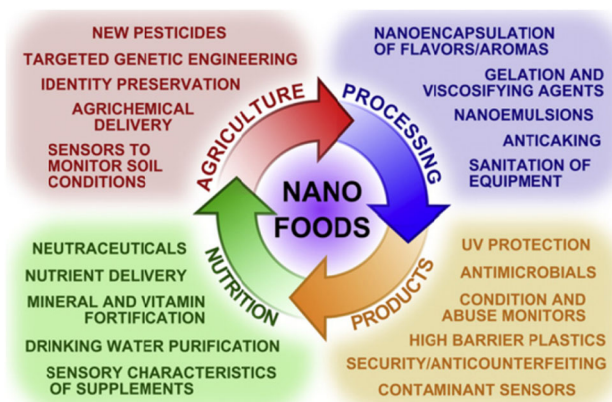 NEW PESTICIDES
TARGETED GENETIC ENGINEERING
IDENTITY PRESERVATION
AGRICHEMICAL
DELIVERY
SENSORS TO
MONITOR SOIL
CONDITIONS
AGRICULTURE
NANOENCAPSULATION
OF FLAVORS/AROMAS
GELATION AND
VISCOSIFYING AGENTS
NANOEMULSIONS
ANTICAKING
SANITATION OF
EQUIPMENT
PROCESSING
NANO
FOODS
NEUTRACEUTICALS
NUTRIENT DELIVERY
MINERAL AND VITAMIN
FORTIFICATION
DRINKING WATER PURIFICATION
SENSORY CHARACTERISTICS
OF SUPPLEMENTS
NUTRITION
UV PROTECTION
ANTIMICROBIALS
CONDITION AND
ABUSE MONITORS
HIGH BARRIER PLASTICS
SECURITY/ANTICOUNTERFEITING
CONTAMINANT SENSORS
PRODUCTS